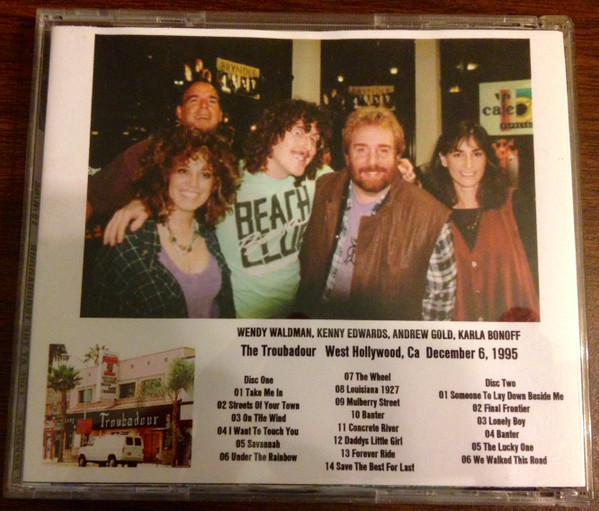 BRYNDLE
BRYNDLE
cafe
ESPRESSO
BEACH
CLUB
WENDY WALDMAN, KENNY EDWARDS, ANDREW GOLD, KARLA BONOFF
The Troubadour West Hollywood, Ca December 6, 1995
Troubadour
Disc One
01 Take Me In
02 Streets Of Your Town
03 On THe Wind
04 I Want To Touch You
05 Savannah
06 Under The Rainbow
07 The Wheel
08 Louisiana 1927
09 Mulberry Street
10 Banter
11 Concrete River
12 Daddys Little Girl
13 Forever Ride
14 Save The Best For Last
Disc Two
01 Someone To Lay Down Beside Me
02 Final Frontier
03 Lonely Boy
04 Banter
05 The Lucky One
06 We Walked This Road